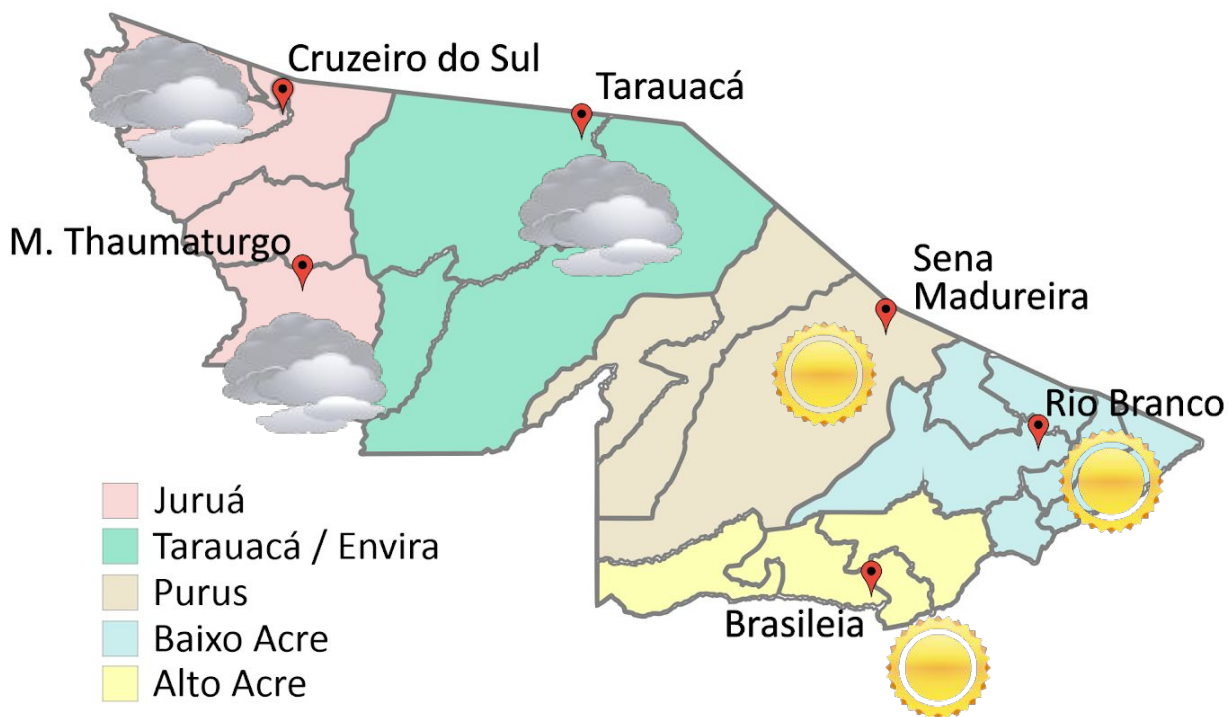 Cruzeiro do Sul
Tarauacá
M. Thaumaturgo
Sena
Madureira
Rio Branco
Brasileia
Juruá
Tarauacá / Envira
Purus
Baixo Acre
Alto Acre